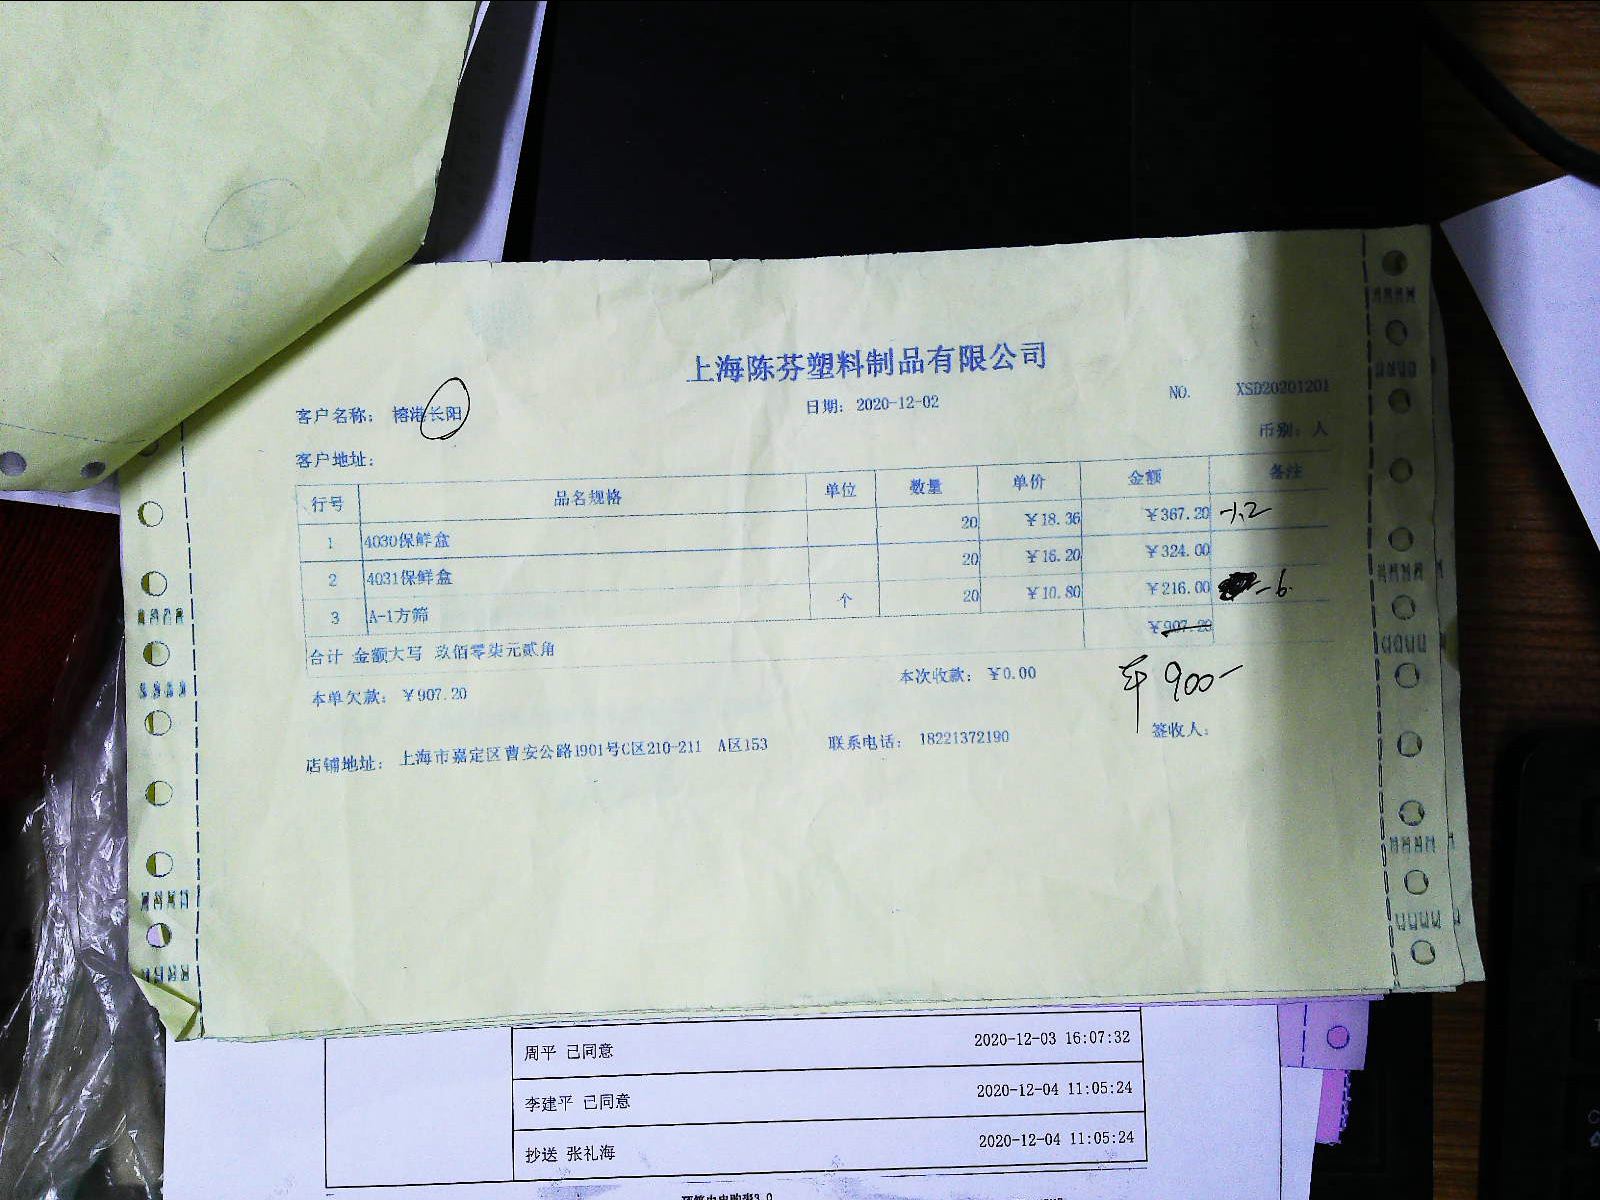 上海陈芬塑料制品有限公司
客户名称: 榕港长阳 日期: 2020-12-02 NO. XSD20201201
客户地址: 币别: 人
行号 品名规格 单位 数量 单价 金额 备注
1 4030保鲜盒 20 ¥18.36 ¥367.20 -1.2
2 4031保鲜盒 20 ¥16.20 ¥324.00
3 A-1方筛 个 20 ¥10.80 ¥216.00 -6.
合计 金额大写 玖佰零柒元贰角 ¥907.20
本单欠款: ¥907.20 本次收款: ¥0.00 ¥900-
签收人:
店铺地址: 上海市嘉定区曹安公路1901号C区210-211 A区153 联系电话: 18221372190
周平 已同意 2020-12-03 16:07:32
李建平 已同意 2020-12-04 11:05:24
抄送 张礼海 2020-12-04 11:05:24